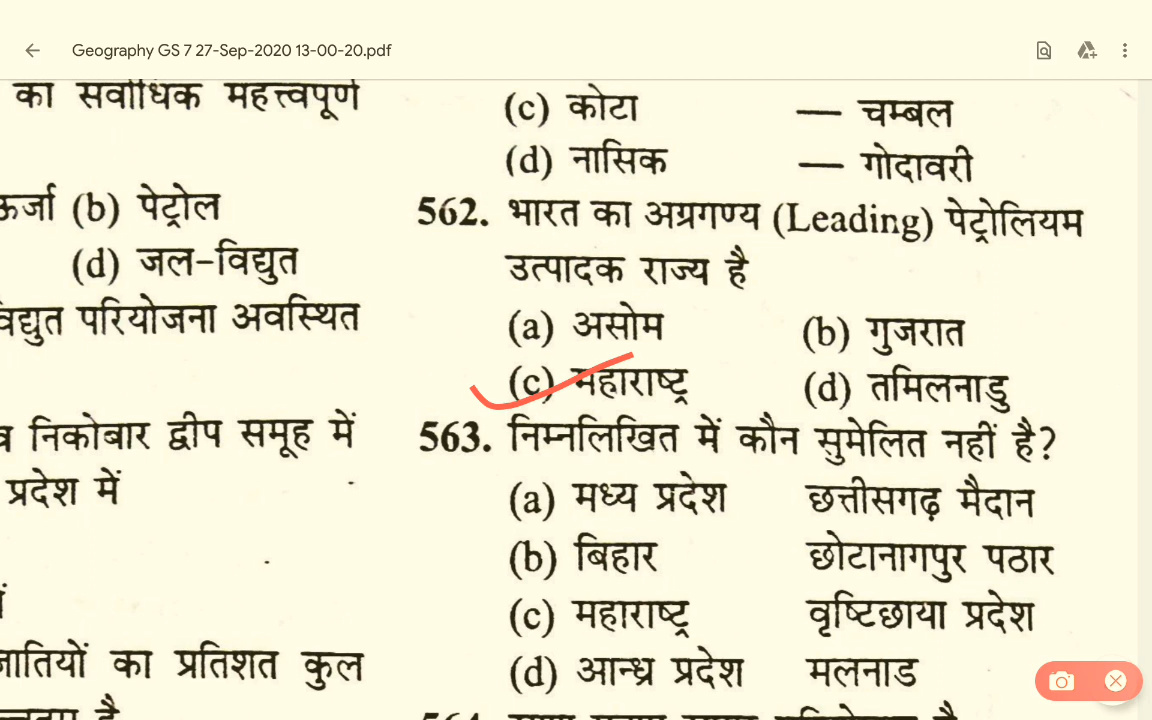 Geography GS 7 27-Sep-2020 13-00-20.pdf
का सर्वाधिक महत्त्वपूर्ण
ऊर्जा (b) पेट्रोल
(d) जल-विद्युत
विद्युत परियोजना अवस्थित
निकोबार द्वीप समूह में
प्रदेश में
जातियों का प्रतिशत कुल
है
(c) कोटा — चम्बल
(d) नासिक — गोदावरी
562. भारत का अग्रगण्य (Leading) पेट्रोलियम
उत्पादक राज्य है
(a) असोम (b) गुजरात
(c) महाराष्ट्र (d) तमिलनाडु
563. निम्नलिखित में कौन सुमेलित नहीं है?
(a) मध्य प्रदेश छत्तीसगढ़ मैदान
(b) बिहार छोटानागपुर पठार
(c) महाराष्ट्र वृष्टिछाया प्रदेश
(d) आन्ध्र प्रदेश मलनाड